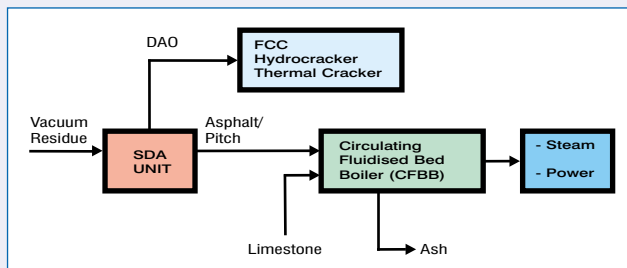 DAO
FCC
Hydrocracker
Thermal Cracker
Vacuum
Residue
SDA
UNIT
Asphalt/
Pitch
Circulating
Fluidised Bed
Boiler (CFBB)
- Steam
- Power
Limestone
Ash